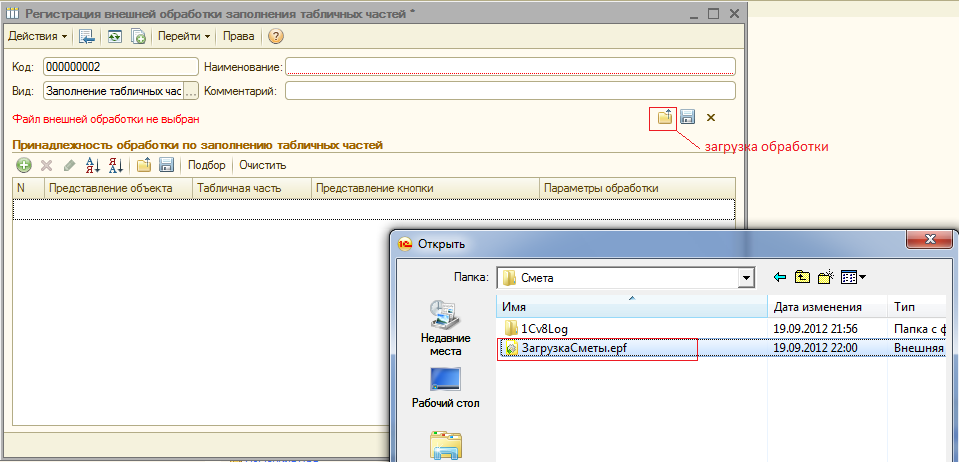 Регистрация внешней обработки заполнения табличных частей *
Действия Перейти Права
Код: 000000002 Наименование:
Вид: Заполнение табличных час ... Комментарий:
Файл внешней обработки не выбран
загрузка обработки
Принадлежность обработки по заполнению табличных частей
Подбор Очистить
N Представление объекта Табличная часть Представление кнопки Параметры обработки
Открыть
Папка: Смета
Имя Дата изменения Тип
1Cv8Log 19.09.2012 21:56 Папка с ф
ЗагрузкаСметы.epf 19.09.2012 22:00 Внешняя
Недавние
места
Рабочий стол